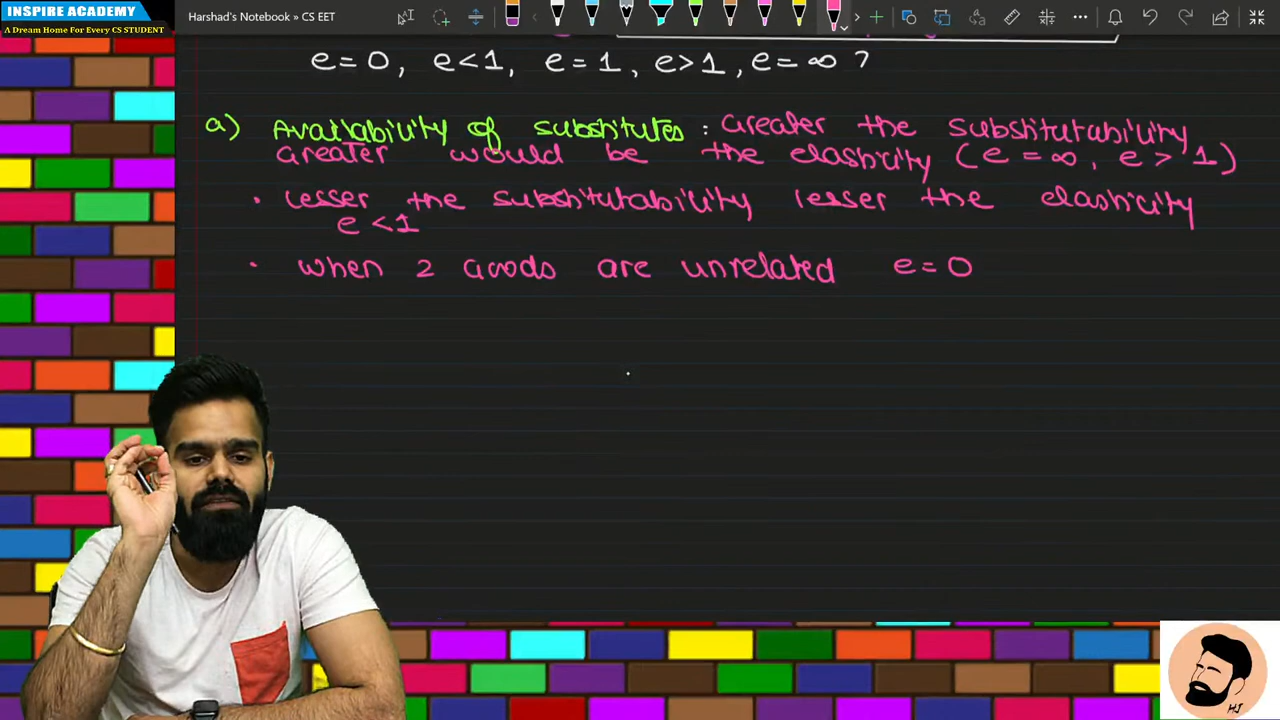 INSPIRE ACADEMY
A Dream Home For Every CS STUDENT
Harshad's Notebook » CS EET
e = 0, e < 1, e = 1, e > 1, e = ∞ ?
a) Availability of substitutes : Greater the substitutability
Greater would be the elasticity (e = ∞, e > 1)
• lesser the substitutability lesser the elasticity
e < 1
• when 2 goods are unrelated e = 0
HJ